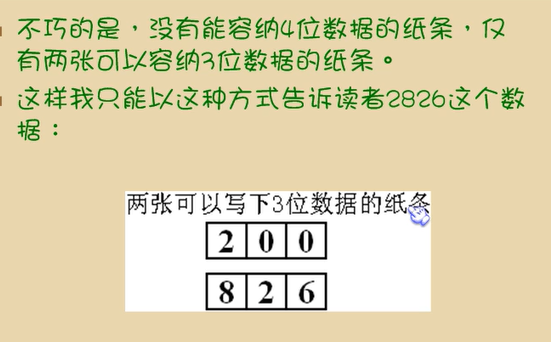 不巧的是，没有能容纳4位数据的纸条，仅
有两张可以容纳3位数据的纸条。
这样我只能以这种方式告诉读者2826这个数
据：
两张可以写下3位数据的纸条
2 0 0
8 2 6